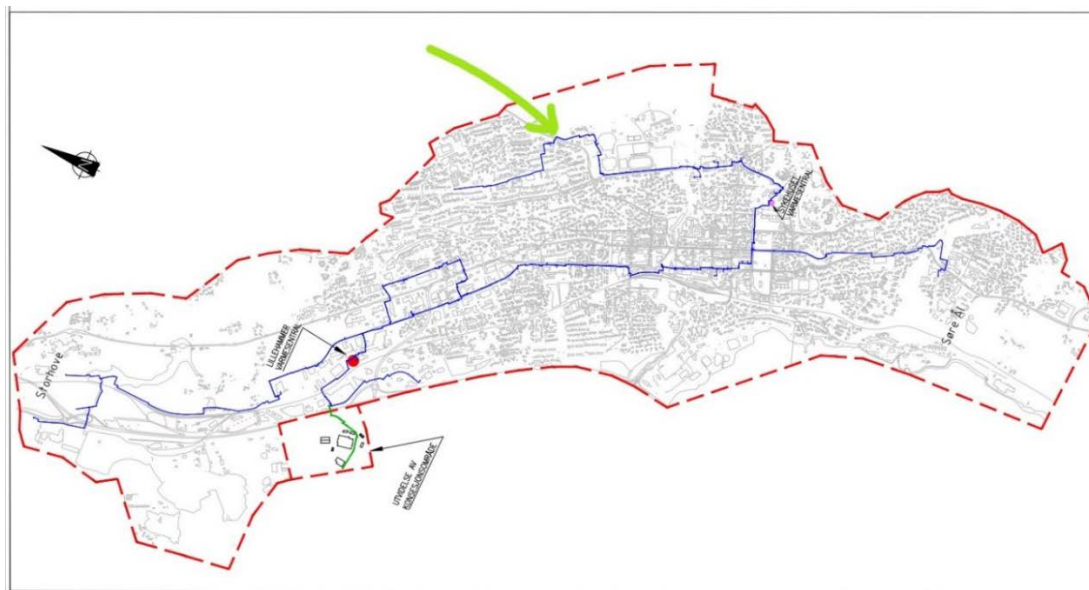 N
SYKEHUSET
VARMESENTRAL
LILLEHAMMER
VARMESENTRAL
Storhove
Søre Ål
UTVIDELSE AV
KONSESJONSOMRÅDE